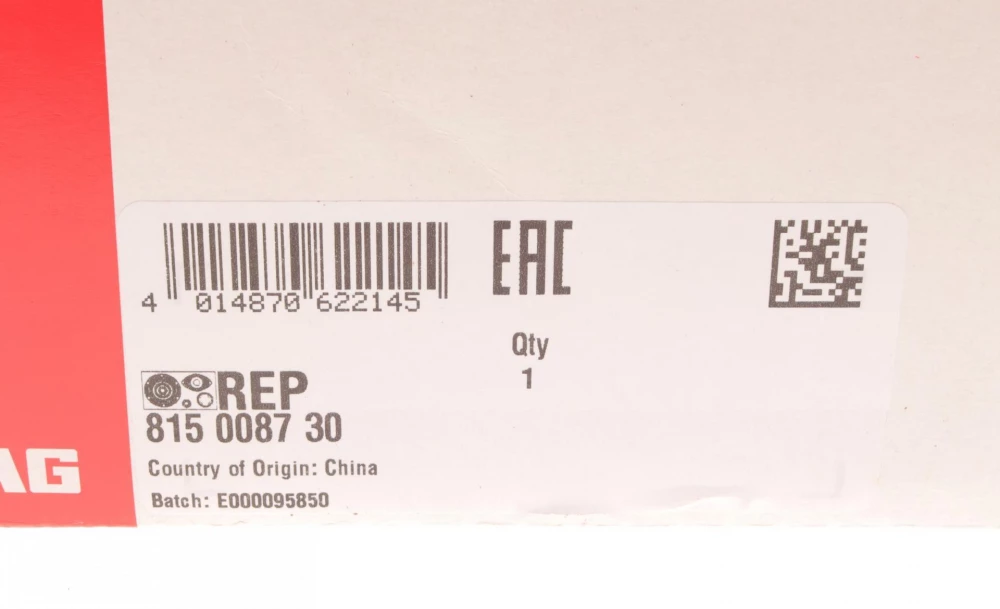 4 014870 622145
EAC
Qty
1
REP
815 0087 30
Country of Origin: China
Batch: E000095850
AG